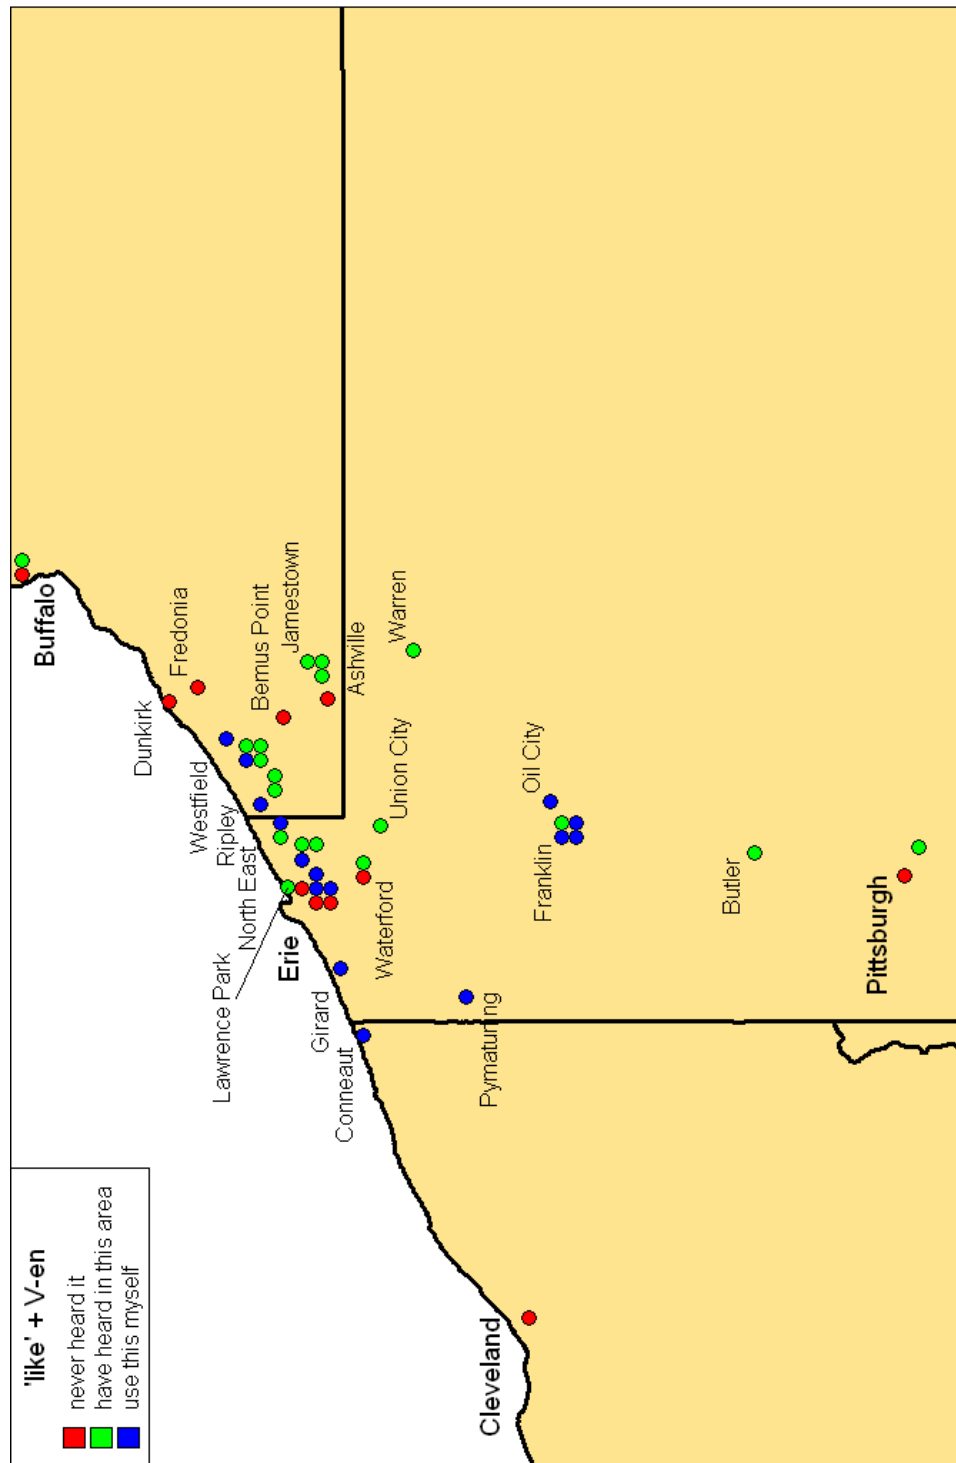 'like' + V-en
never heard it
have heard in this area
use this myself
Buffalo
Dunkirk
Fredonia
Westfield
Bemus Point
Ripley
Jamestown
North East
Ashville
Lawrence Park
Warren
Erie
Union City
Girard
Waterford
Conneaut
Pymatuning
Oil City
Franklin
Cleveland
Butler
Pittsburgh